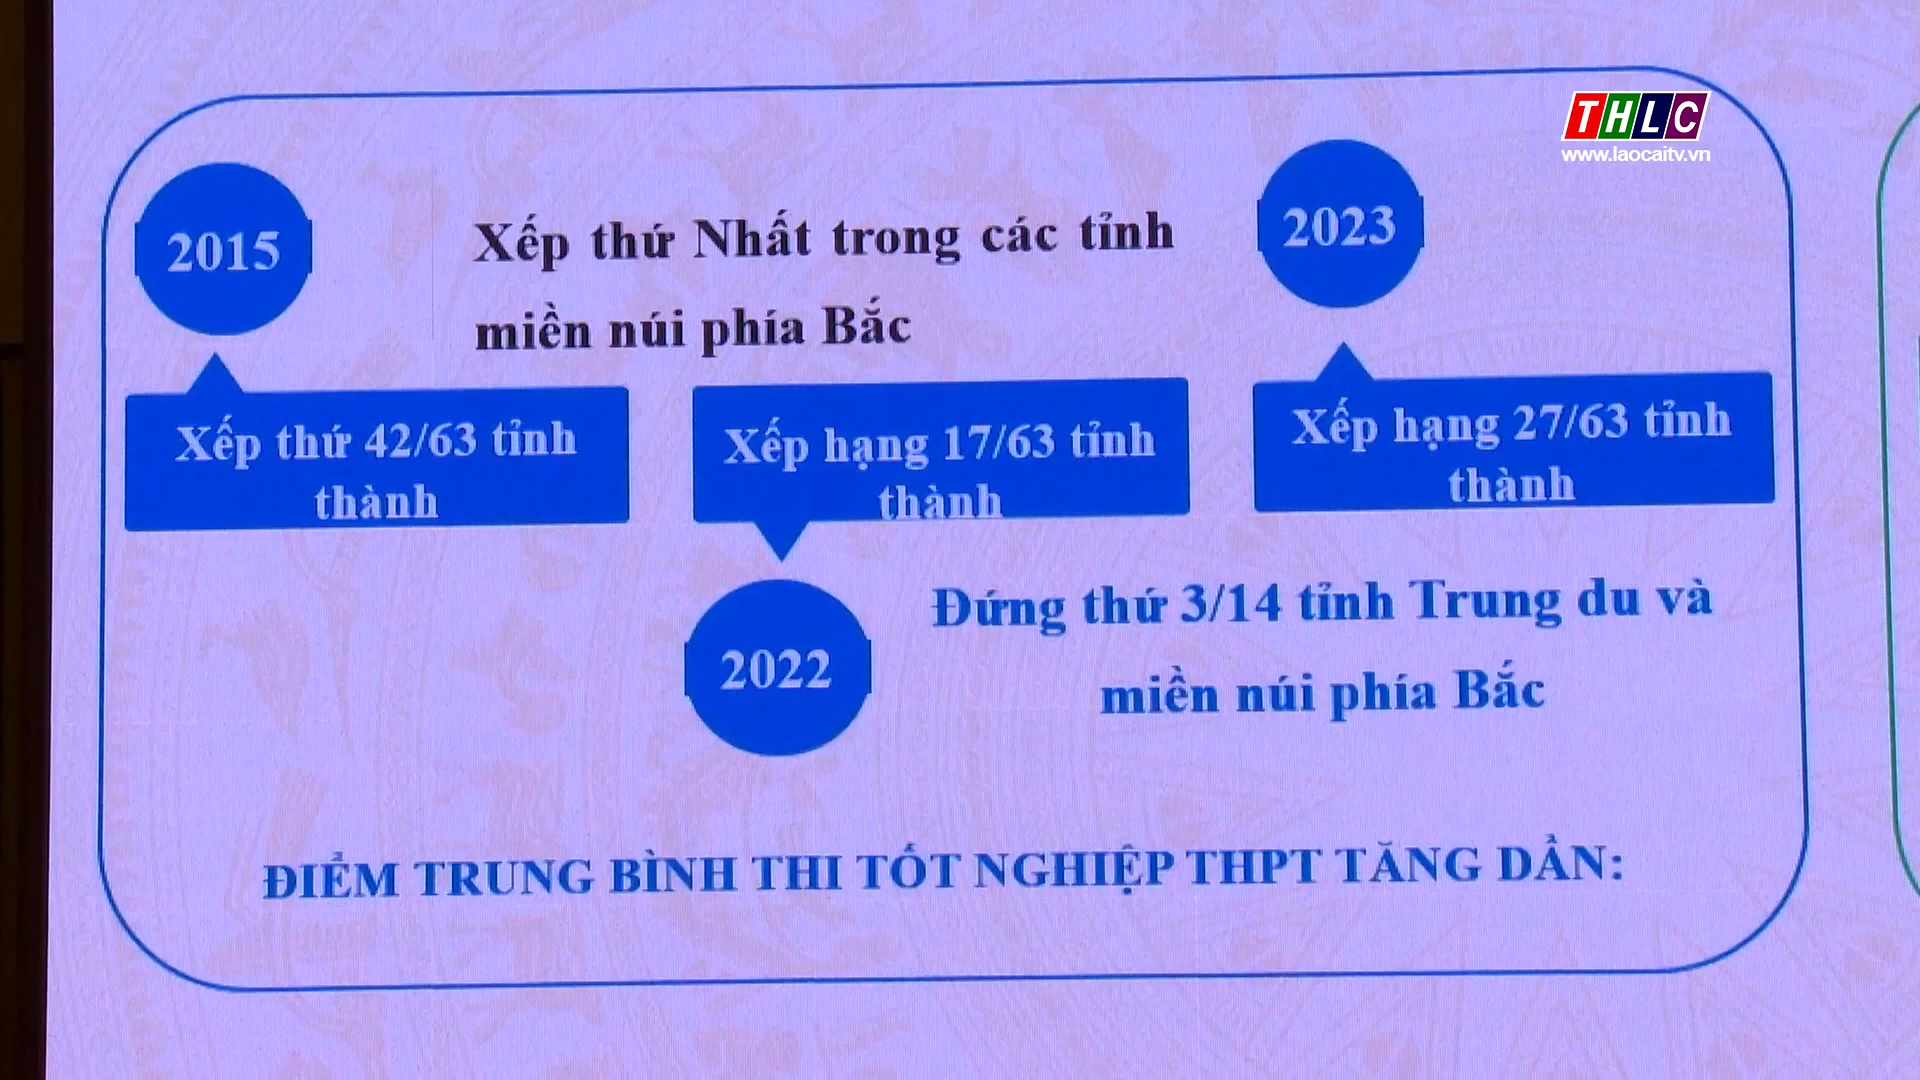 THLC
www.laocaitv.vn
2015
Xếp thứ Nhất trong các tỉnh
miền núi phía Bắc
2023
Xếp thứ 42/63 tỉnh
thành
Xếp hạng 17/63 tỉnh
thành
Xếp hạng 27/63 tỉnh
thành
2022
Đứng thứ 3/14 tỉnh Trung du và
miền núi phía Bắc
ĐIỂM TRUNG BÌNH THI TỐT NGHIỆP THPT TĂNG DẦN: